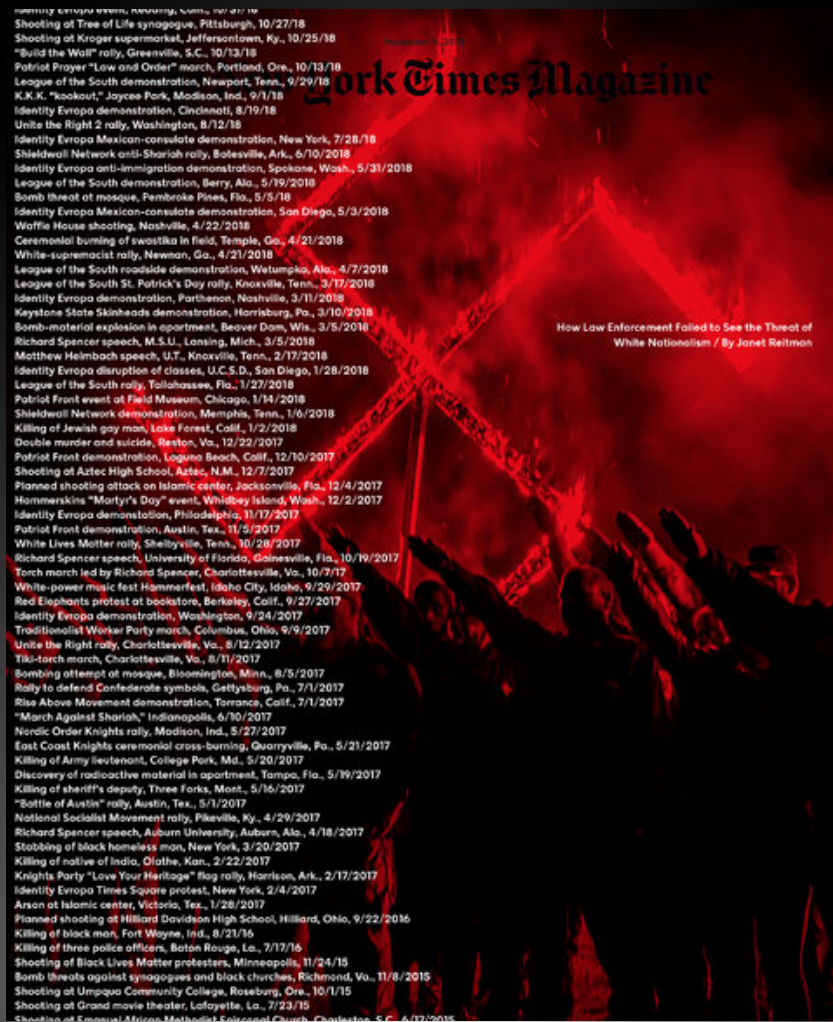 Identity Evropa event, Reading, Calif., 10/31/18
Shooting at Tree of Life synagogue, Pittsburgh, 10/27/18
Shooting at Kroger supermarket, Jeffersontown, Ky., 10/25/18
"Build the Wall" rally, Greenville, S.C., 10/13/18
Patriot Prayer "Law and Order" march, Portland, Ore., 10/13/18
League of the South demonstration, Newport, Tenn., 9/29/18
K.K.K. "kookout," Jaycee Park, Madison, Ind., 9/1/18
York Times Magazine
Identity Evropa demonstration, Cincinnati, 8/19/18
Unite the Right 2 rally, Washington, 8/12/18
Identity Evropa Mexican-consulate demonstration, New York, 7/28/18
Shieldwall Network anti-Shariah rally, Batesville, Ark., 6/10/2018
Identity Evropa anti-immigration demonstration, Spokane, Wash., 5/31/2018
League of the South demonstration, Berry, Ala., 5/19/2018
Bomb threat at mosque, Pembroke Pines, Fla., 5/5/18
Identity Evropa Mexican-consulate demonstration, San Diego, 5/3/2018
Waffle House shooting, Nashville, 4/22/2018
Ceremonial burning of swastika in field, Temple, Ga., 4/21/2018
White-supremacist rally, Newnan, Ga., 4/21/2018
League of the South roadside demonstration, Wetumpka, Ala., 4/7/2018
League of the South St. Patrick's Day rally, Knoxville, Tenn., 3/17/2018
Identity Evropa demonstration, Parthenon, Nashville, 3/11/2018
Keystone State Skinheads demonstration, Harrisburg, Pa., 3/10/2018
Bomb-material explosion in apartment, Beaver Dam, Wis., 3/5/2018
Richard Spencer speech, M.S.U., Lansing, Mich., 3/5/2018
Matthew Heimbach speech, U.T., Knoxville, Tenn., 2/17/2018
Identity Evropa disruption of classes, U.C.S.D., San Diego, 1/28/2018
League of the South rally, Tallahassee, Fla., 1/27/2018
Patriot Front event at Field Museum, Chicago, 1/14/2018
Shieldwall Network demonstration, Memphis, Tenn., 1/6/2018
Killing of Jewish gay man, Lake Forest, Calif., 1/2/2018
Double murder and suicide, Reston, Va., 12/22/2017
Patriot Front demonstration, Laguna Beach, Calif., 12/10/2017
Shooting at Aztec High School, Aztec, N.M., 12/7/2017
Planned shooting attack on Islamic center, Jacksonville, Fla., 12/4/2017
Hammerskins "Martyr's Day" event, Whidbey Island, Wash., 12/2/2017
Identity Evropa demonstation, Philadelphia, 11/17/2017
Patriot Front demonstration, Austin, Tex., 11/5/2017
White Lives Matter rally, Shelbyville, Tenn., 10/28/2017
Richard Spencer speech, University of Florida, Gainesville, Fla., 10/19/2017
Torch march led by Richard Spencer, Charlottesville, Va., 10/7/17
White-power music fest Hammerfest, Idaho City, Idaho, 9/29/2017
Red Elephants protest at bookstore, Berkeley, Calif., 9/27/2017
Identity Evropa demonstration, Washington, 9/24/2017
Traditionalist Worker Party march, Columbus, Ohio, 9/9/2017
Unite the Right rally, Charlottesville, Va., 8/12/2017
Tiki-torch march, Charlottesville, Va., 8/11/2017
Bombing attempt at mosque, Bloomington, Minn., 8/5/2017
Rally to defend Confederate symbols, Gettysburg, Pa., 7/1/2017
Rise Above Movement demonstration, Torrance, Calif., 7/1/2017
"March Against Shariah," Indianapolis, 6/10/2017
Nordic Order Knights rally, Madison, Ind., 5/27/2017
East Coast Knights ceremonial cross-burning, Quarryville, Pa., 5/21/2017
Killing of Army lieutenant, College Park, Md., 5/20/2017
Discovery of radioactive material in apartment, Tampa, Fla., 5/19/2017
Killing of sheriff's deputy, Three Forks, Mont., 5/16/2017
"Battle of Austin" rally, Austin, Tex., 5/1/2017
National Socialist Movement rally, Pikeville, Ky., 4/29/2017
Richard Spencer speech, Auburn University, Auburn, Ala., 4/18/2017
Stabbing of black homeless man, New York, 3/20/2017
Killing of native of India, Olathe, Kan., 2/22/2017
Knights Party "Love Your Heritage" flag rally, Harrison, Ark., 2/17/2017
Identity Evropa Times Square protest, New York, 2/4/2017
Arson at Islamic center, Victoria, Tex., 1/28/2017
Planned shooting at Hilliard Davidson High School, Hilliard, Ohio, 9/22/2016
Killing of black man, Fort Wayne, Ind., 8/21/16
Killing of three police officers, Baton Rouge, La., 7/17/16
Shooting of Black Lives Matter protesters, Minneapolis, 11/24/15
Bomb threats against synagogues and black churches, Richmond, Va., 11/8/2015
Shooting at Umpqua Community College, Roseburg, Ore., 10/1/15
Shooting at Grand movie theater, Lafayette, La., 7/23/15
Shooting at Emanuel African Methodist Episcopal Church, Charleston, S.C., 6/17/2015
How Law Enforcement Failed to See the Threat of
White Nationalism / By Janet Reitman